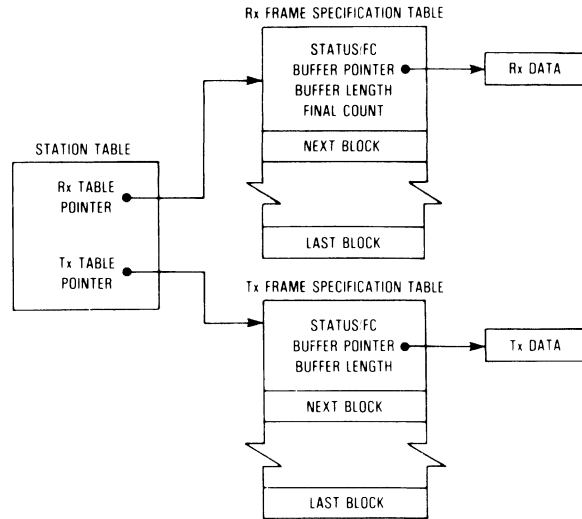 Rx FRAME SPECIFICATION TABLE
STATUS/FC
BUFFER POINTER
BUFFER LENGTH
FINAL COUNT
Rx DATA
NEXT BLOCK
LAST BLOCK
STATION TABLE
Rx TABLE
POINTER
Tx TABLE
POINTER
Tx FRAME SPECIFICATION TABLE
STATUS/FC
BUFFER POINTER
BUFFER LENGTH
Tx DATA
NEXT BLOCK
LAST BLOCK